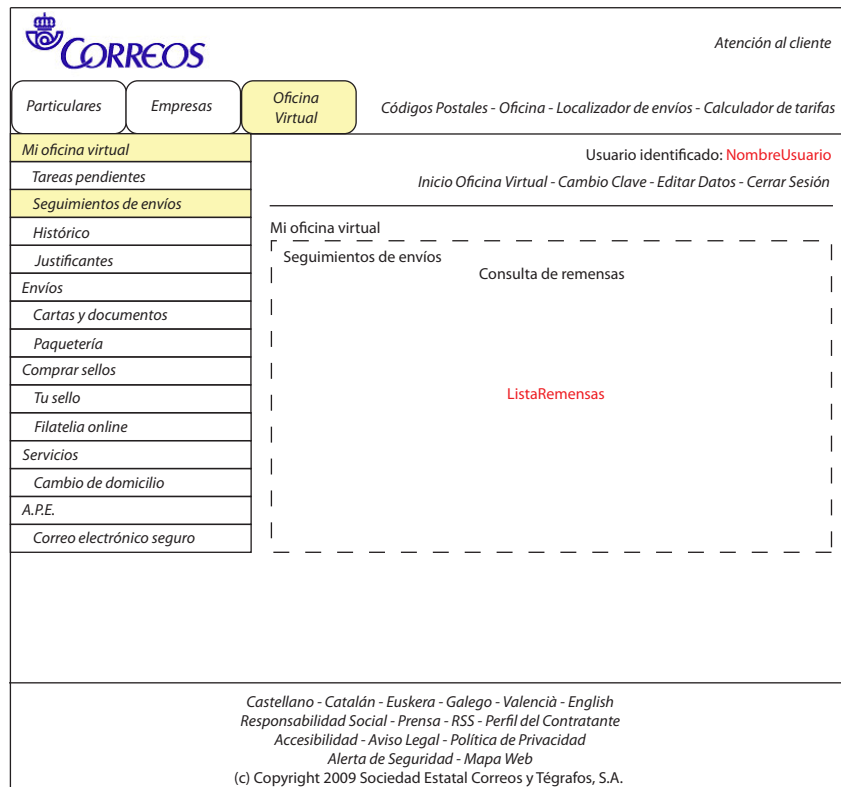 CORREOS
Atención al cliente
Particulares
Empresas
Oficina
Virtual
Códigos Postales - Oficina - Localizador de envíos - Calculador de tarifas
Mi oficina virtual
Tareas pendientes
Seguimientos de envíos
Histórico
Justificantes
Envíos
Cartas y documentos
Paquetería
Comprar sellos
Tu sello
Filatelia online
Servicios
Cambio de domicilio
A.P.E.
Correo electrónico seguro
Usuario identificado: NombreUsuario
Inicio Oficina Virtual - Cambio Clave - Editar Datos - Cerrar Sesión
Mi oficina virtual
Seguimientos de envíos
Consulta de remensas
ListaRemensas
Castellano - Catalán - Euskera - Galego - Valencià - English
Responsabilidad Social - Prensa - RSS - Perfil del Contratante
Accesibilidad - Aviso Legal - Política de Privacidad
Alerta de Seguridad - Mapa Web
(c) Copyright 2009 Sociedad Estatal Correos y Tégrafos, S.A.